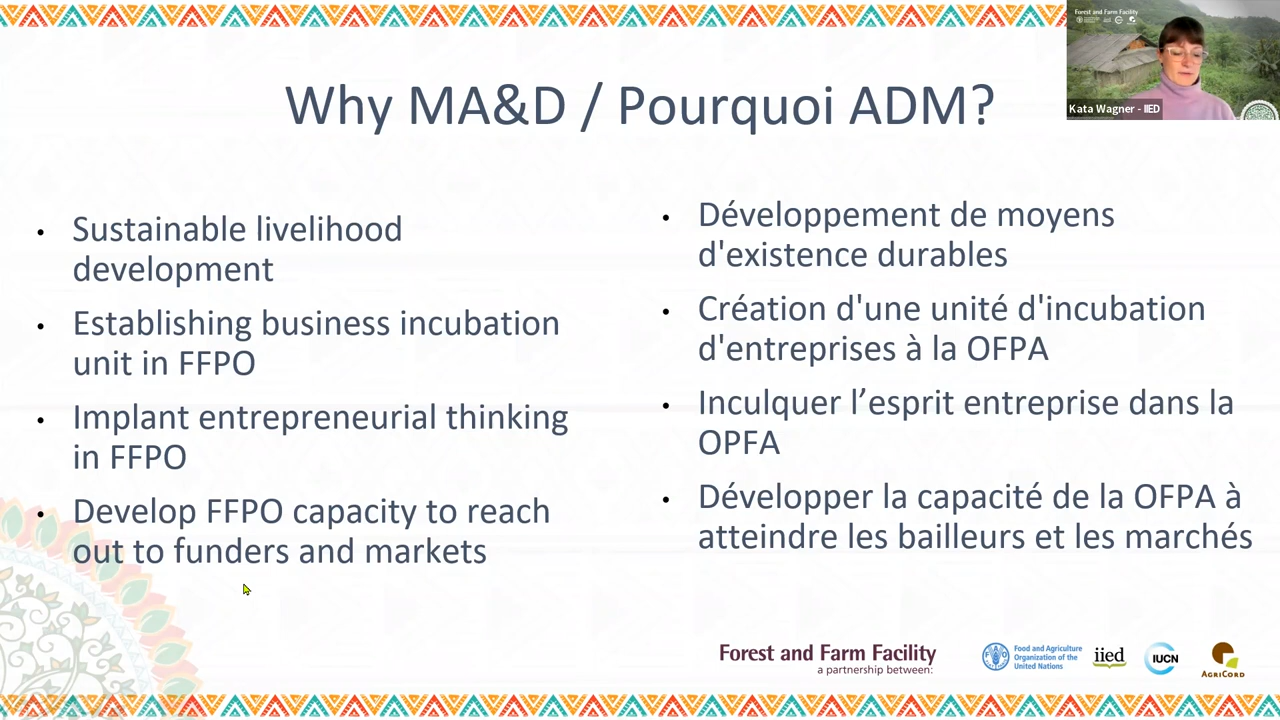 Why MA&D / Pourquoi ADM?
Forest and Farm Facility
Kata Wagner - IIED
Sustainable livelihood
development
Establishing business incubation
unit in FFPO
Implant entrepreneurial thinking
in FFPO
Develop FFPO capacity to reach
out to funders and markets
Développement de moyens
d'existence durables
Création d'une unité d'incubation
d'entreprises à la OFPA
Inculquer l’esprit entreprise dans la
OPFA
Développer la capacité de la OFPA à
atteindre les bailleurs et les marchés
Forest and Farm Facility
a partnership between:
Food and Agriculture
Organization of the
United Nations
iied
IUCN
AGRICORD